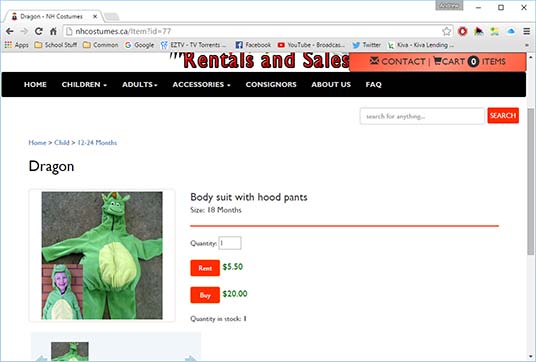 Andrew
Dragon - NH Costumes
nhcostumes.ca/Item?id=77
Apps School Stuff Common Google EZTV - TV Torrents ... Facebook YouTube - Broadcas... Twitter Kiva - Kiva Lending ...
"Rentals and Sales
CONTACT | CART 0 ITEMS
HOME CHILDREN ADULTS ACCESSORIES CONSIGNORS ABOUT US FAQ
search for anything... SEARCH
Home > Child > 12-24 Months
Dragon
Body suit with hood pants
Size: 18 Months
Quantity: 1
Rent $5.50
Buy $20.00
Quantity in stock: 1